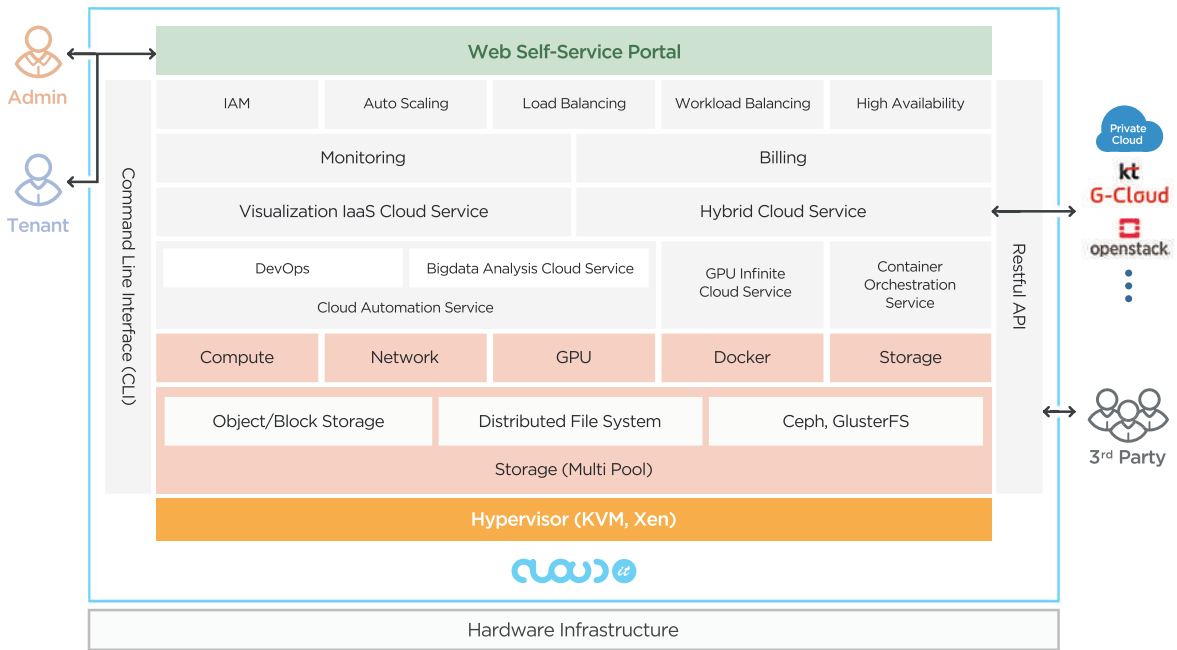 Web Self-Service Portal
Admin
Tenant
Command Line Interface (CLI)
IAM
Auto Scaling
Load Balancing
Workload Balancing
High Availability
Monitoring
Billing
Visualization IaaS Cloud Service
Hybrid Cloud Service
DevOps
Bigdata Analysis Cloud Service
Cloud Automation Service
GPU Infinite
Cloud Service
Container
Orchestration
Service
Compute
Network
GPU
Docker
Storage
Object/Block Storage
Distributed File System
Ceph, GlusterFS
Storage (Multi Pool)
Hypervisor (KVM, Xen)
cloud it
Restful API
Private
Cloud
kt
G-Cloud
openstack
3rd Party
Hardware Infrastructure